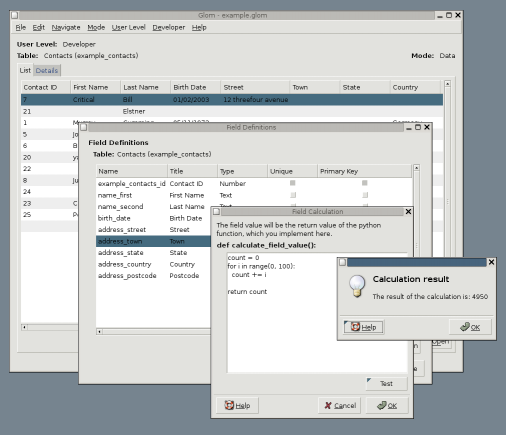 Glom - example.glom
File Edit Navigate Mode User Level Developer Help
User Level: Developer
Table: Contacts (example_contacts) Mode: Data
List Details
Contact ID First Name Last Name Birth Date Street Town State Country
7 Critical Bill 01/02/2003 12 threefour avenue
21 Elstner
1
5
6
20
22
8
24
23
25
Field Definitions
Field Definitions
Table: Contacts (example_contacts)
Name Title Type Unique Primary Key
example_contacts_id Contact ID Number
name_first First Name Text
name_second Last Name Text
birth_date Birth Date
address_street Street
address_town Town
address_state State
address_country Country
address_postcode Postcode
Field Calculation
The field value will be the return value of the python
function, which you implement here.
def calculate_field_value():
count = 0
for i in range(0, 100):
count += i
return count
Test
Help Cancel OK
Calculation result
The result of the calculation is: 4950
Help OK
Open